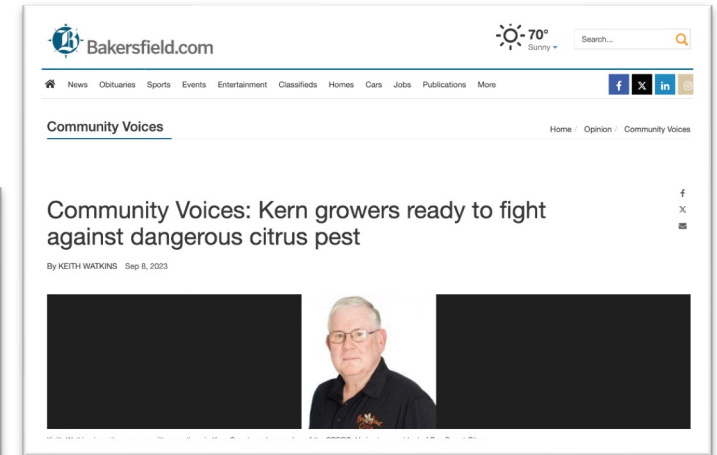 Bakersfield.com
70°
Sunny
Search...
News Obituaries Sports Events Entertainment Classifieds Homes Cars Jobs Publications More
Community Voices
Home / Opinion / Community Voices
Community Voices: Kern growers ready to fight
against dangerous citrus pest
By KEITH WATKINS Sep 8, 2023